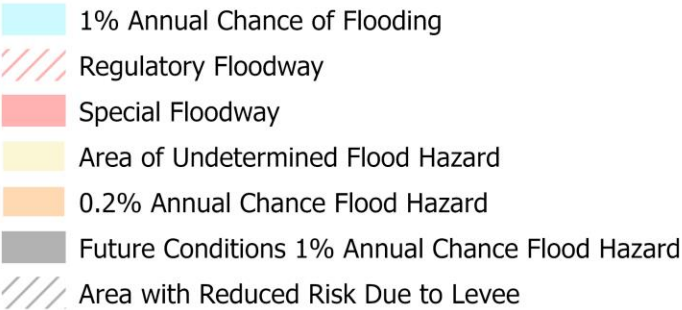 1% Annual Chance of Flooding
Regulatory Floodway
Special Floodway
Area of Undetermined Flood Hazard
0.2% Annual Chance Flood Hazard
Future Conditions 1% Annual Chance Flood Hazard
Area with Reduced Risk Due to Levee